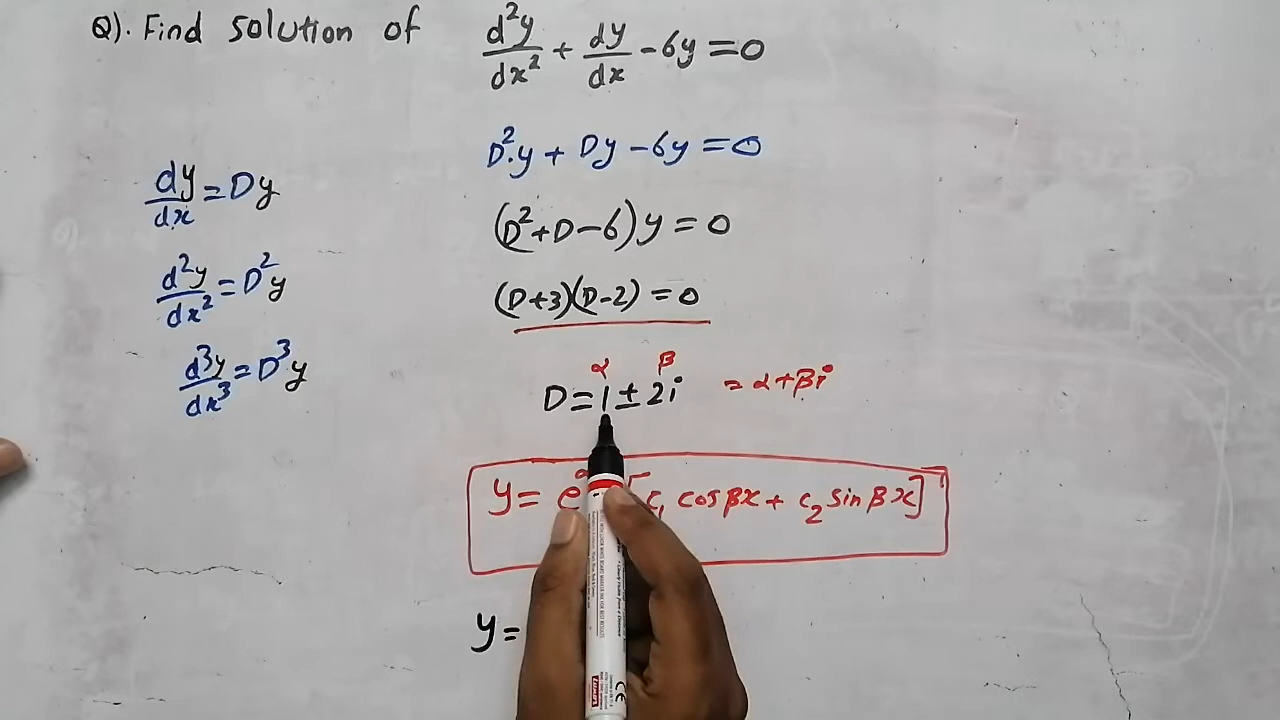 Q). Find solution of d²y/dx² + dy/dx - 6y = 0
D².y + Dy - 6y = 0
dy/dx = Dy
(D² + D - 6) y = 0
d²y/dx² = D²y
(D+3)(D-2) = 0
d³y/dx³ = D³y
α β
D = 1 ± 2i = α + βi
y = e [c₁ cos βx + c₂ sin βx]
y =